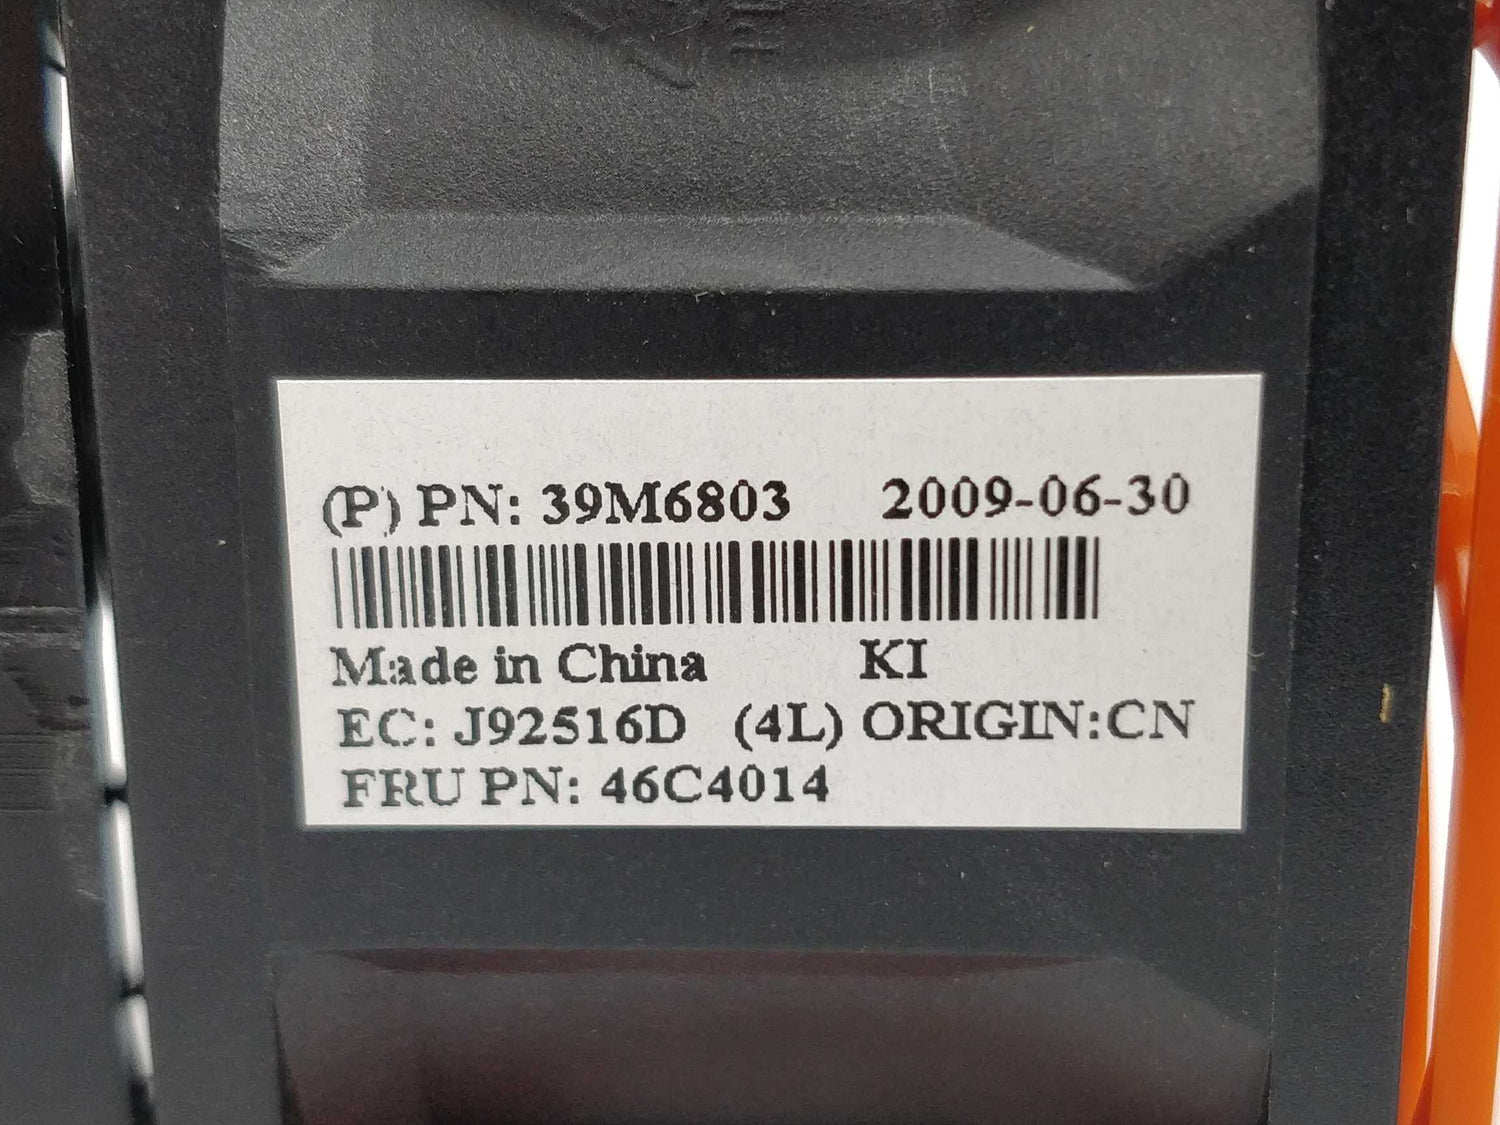 (P) PN: 39M6803 2009-06-30
Made in China KI
EC: J92516D (4L) ORIGIN:CN
FRU PN: 46C4014